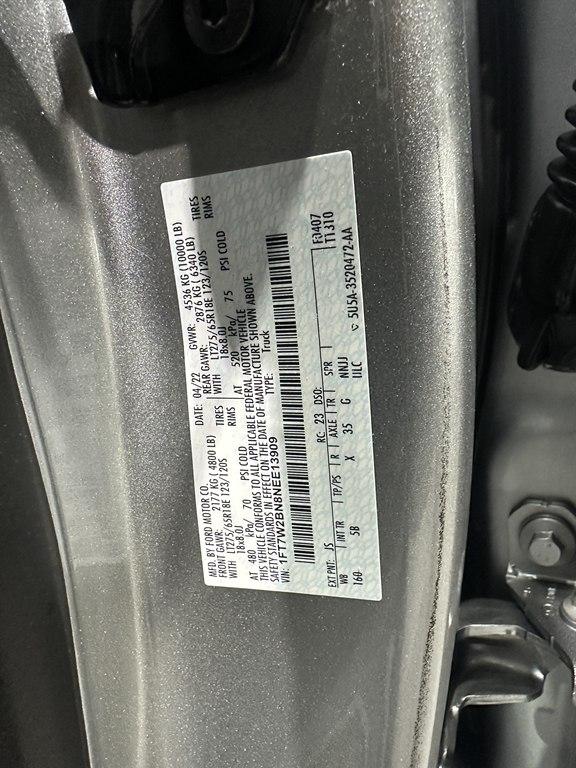 MFD. BY FORD MOTOR CO.
DATE: 04/22 GVWR: 4536 KG (10000 LB)
FRONT GAWR: 2177 KG ( 4800 LB)
REAR GAWR: 2876 KG ( 6340 LB)
WITH LT275/65R18E 123/120S TIRES
WITH LT275/65R18E 123/120S TIRES
18x8.0J RIMS
18x8.0J RIMS
AT 480 kPa/ 70 PSI COLD
AT 520 kPa/ 75 PSI COLD
THIS VEHICLE CONFORMS TO ALL APPLICABLE FEDERAL MOTOR VEHICLE
SAFETY STANDARDS IN EFFECT ON THE DATE OF MANUFACTURE SHOWN ABOVE.
VIN: 1FT7W2BN8NEE13909 TYPE: Truck
F0407
T1310
EXT PNT: JS RC: 23 DSO:
WB INT TR TP/PS R AXLE TR SPR
160 5B X 35 G NNJJ
ULC
5U5A-3520472-AA